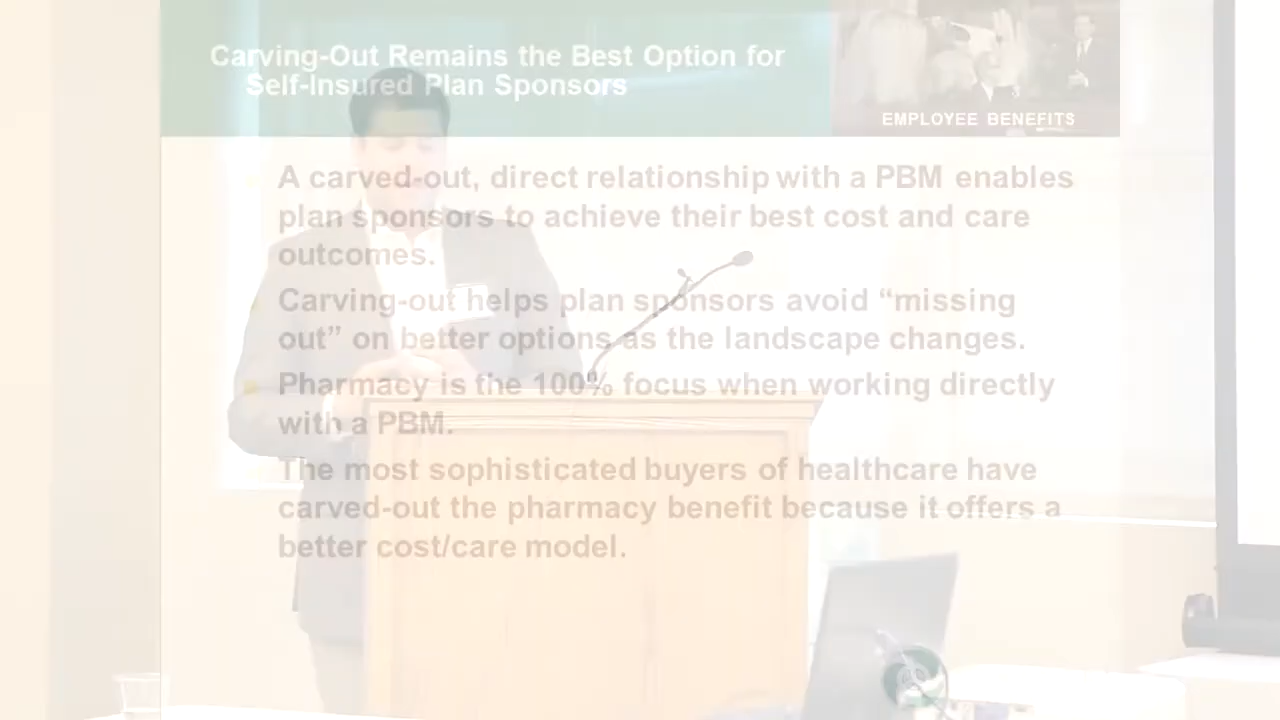 Carving-Out Remains the Best Option for
Self-Insured Plan Sponsors
EMPLOYEE BENEFITS
A carved-out, direct relationship with a PBM enables
plan sponsors to achieve their best cost and care
outcomes.
Carving-out helps plan sponsors avoid “missing
out” on better options as the landscape changes.
Pharmacy is the 100% focus when working directly
with a PBM.
The most sophisticated buyers of healthcare have
carved-out the pharmacy benefit because it offers a
better cost/care model.